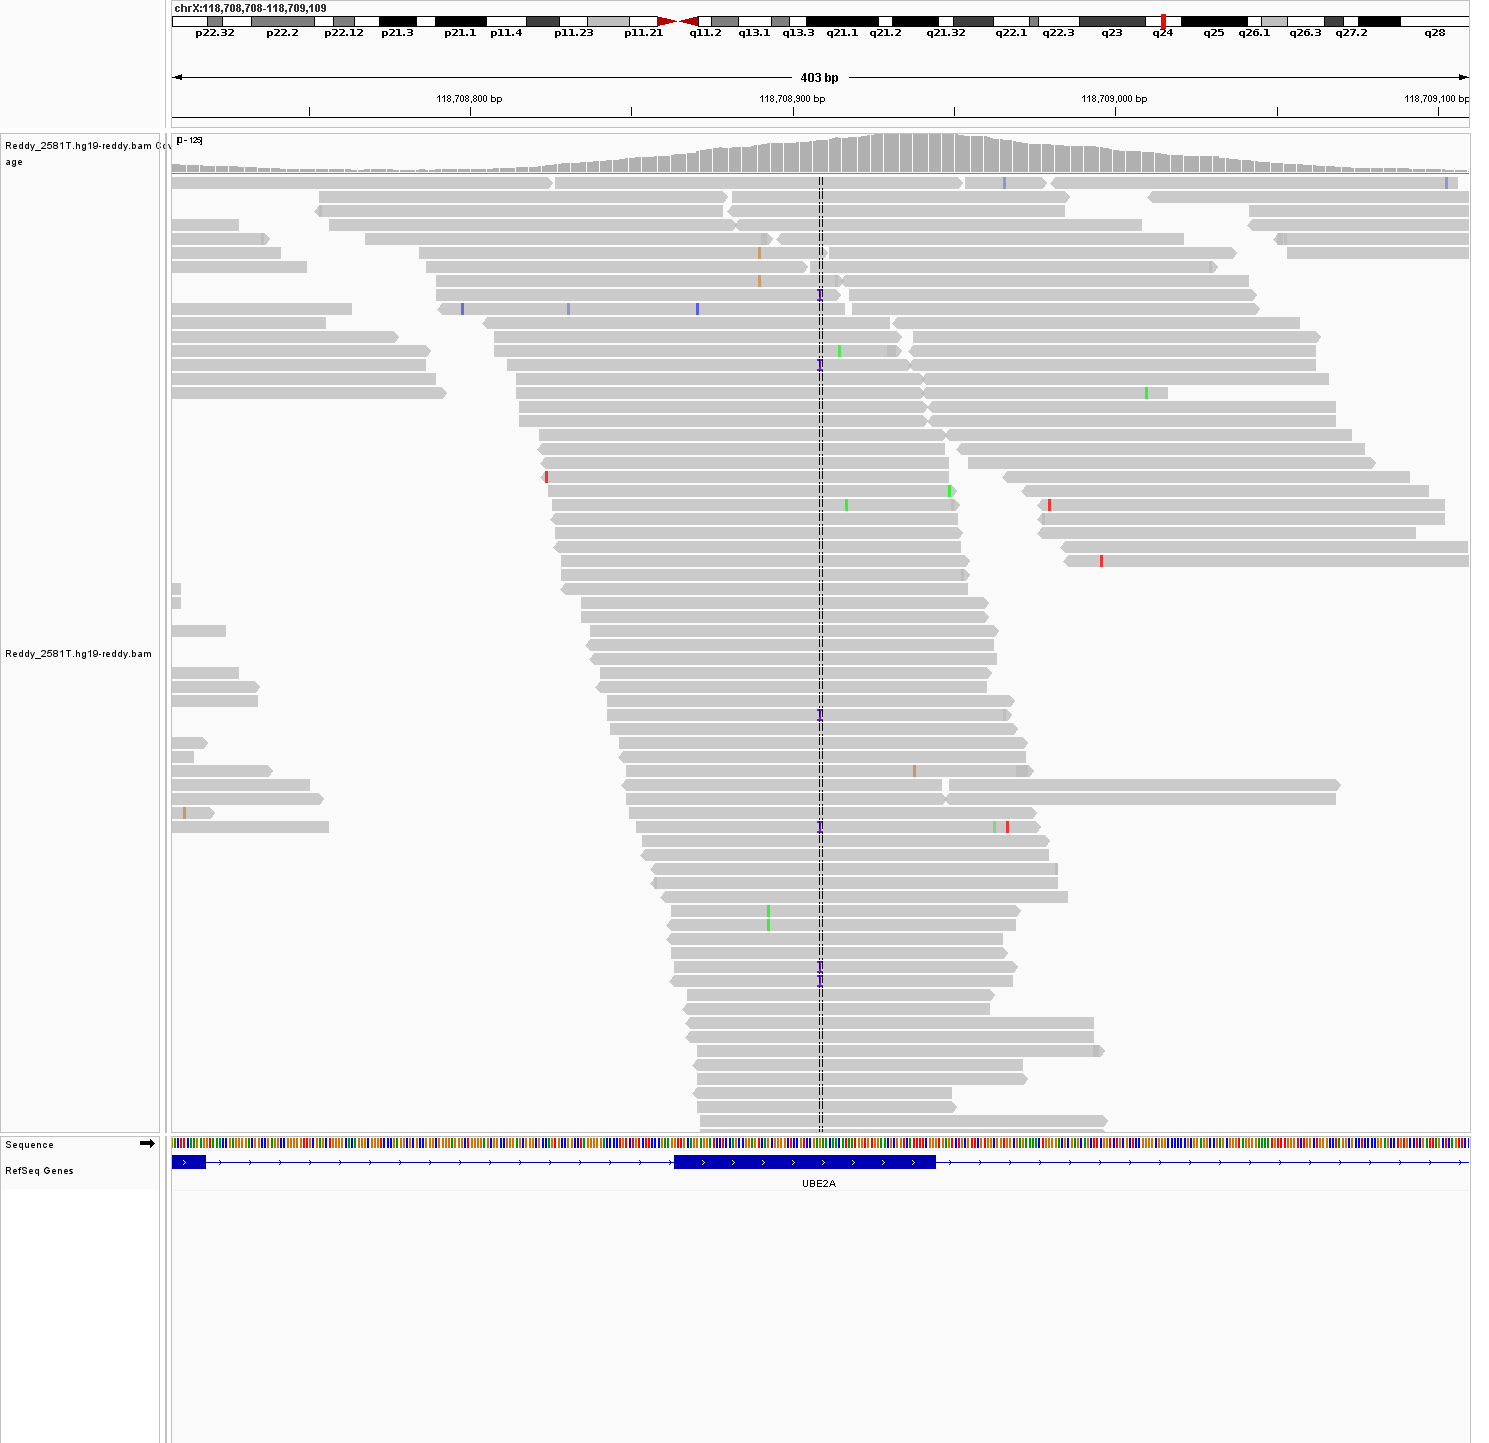 chrX:118,708,708-118,709,109
p22.32 p22.2 p22.12 p21.3 p21.1 p11.4 p11.23 p11.21 q11.2 q13.1 q13.3 q21.1 q21.2 q21.32 q22.1 q22.3 q23 q24 q25 q26.1 q26.3 q27.2 q28
403 bp
118,708,800 bp 118,708,900 bp 118,709,000 bp 118,709,100 bp
Reddy_2581T.hg19-reddy.bam Cov
age
[0 - 125]
Reddy_2581T.hg19-reddy.bam
Sequence
RefSeq Genes
UBE2A